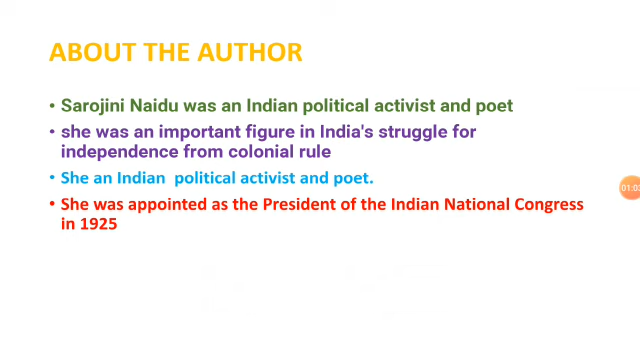 ABOUT THE AUTHOR
• Sarojini Naidu was an Indian political activist and poet
• she was an important figure in India's struggle for
independence from colonial rule
• She an Indian  political activist and poet.
• She was appointed as the President of the Indian National Congress
in 1925
01:03